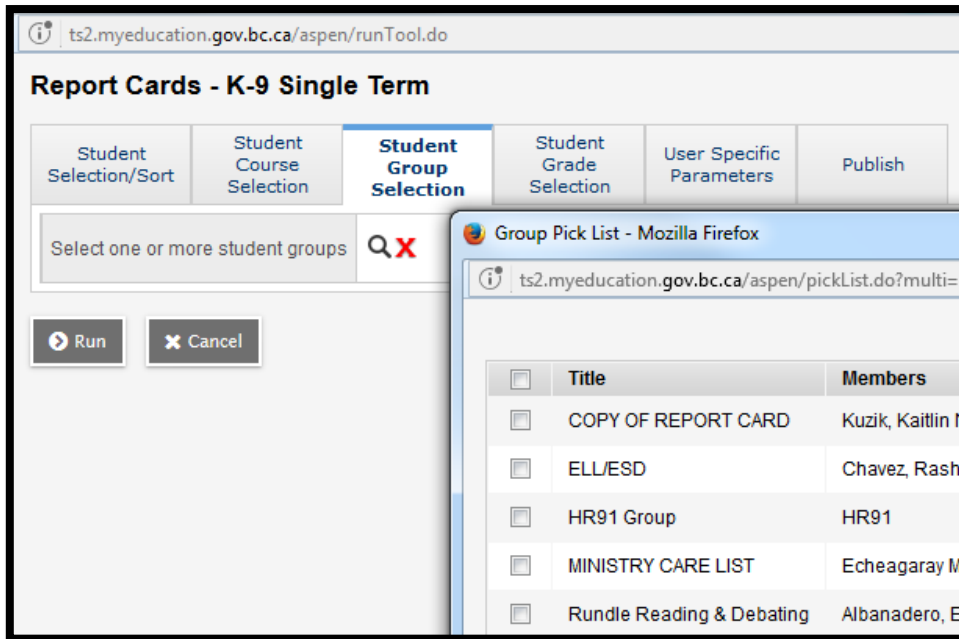 ts2.myeducation.gov.bc.ca/aspen/runTool.do
Report Cards - K-9 Single Term
Student Selection/Sort
Student Course Selection
Student Group Selection
Student Grade Selection
User Specific Parameters
Publish
Select one or more student groups
Run
Cancel
Group Pick List - Mozilla Firefox
ts2.myeducation.gov.bc.ca/aspen/pickList.do?multi=
Title Members
COPY OF REPORT CARD Kuzik, Kaitlin
ELL/ESD Chavez, Rash
HR91 Group HR91
MINISTRY CARE LIST Echeagaray M
Rundle Reading & Debating Albanadero, E